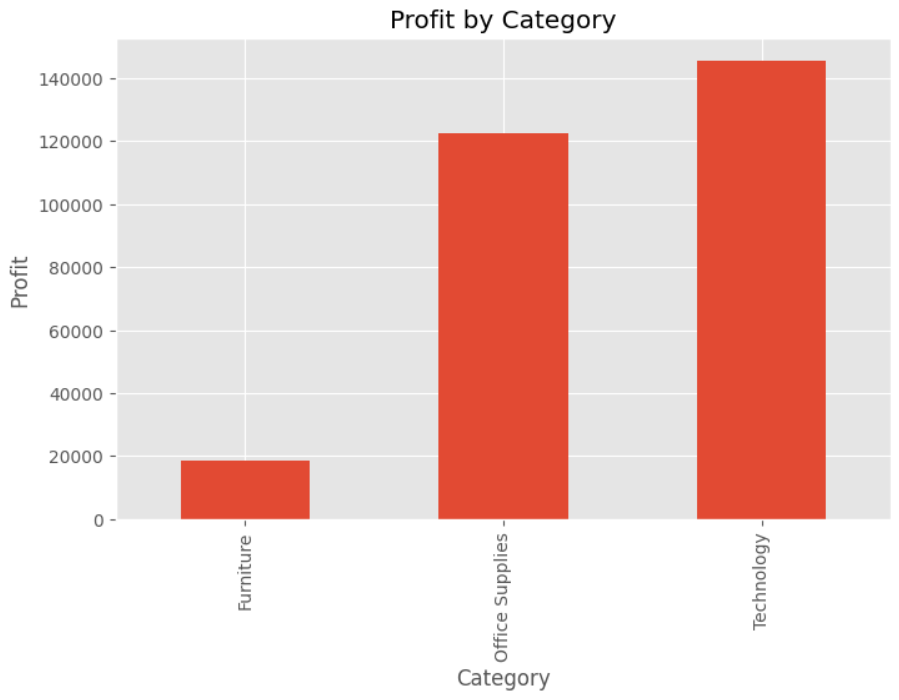 Profit by Category
Profit
140000
120000
100000
80000
60000
40000
20000
0
Furniture
Office Supplies
Technology
Category